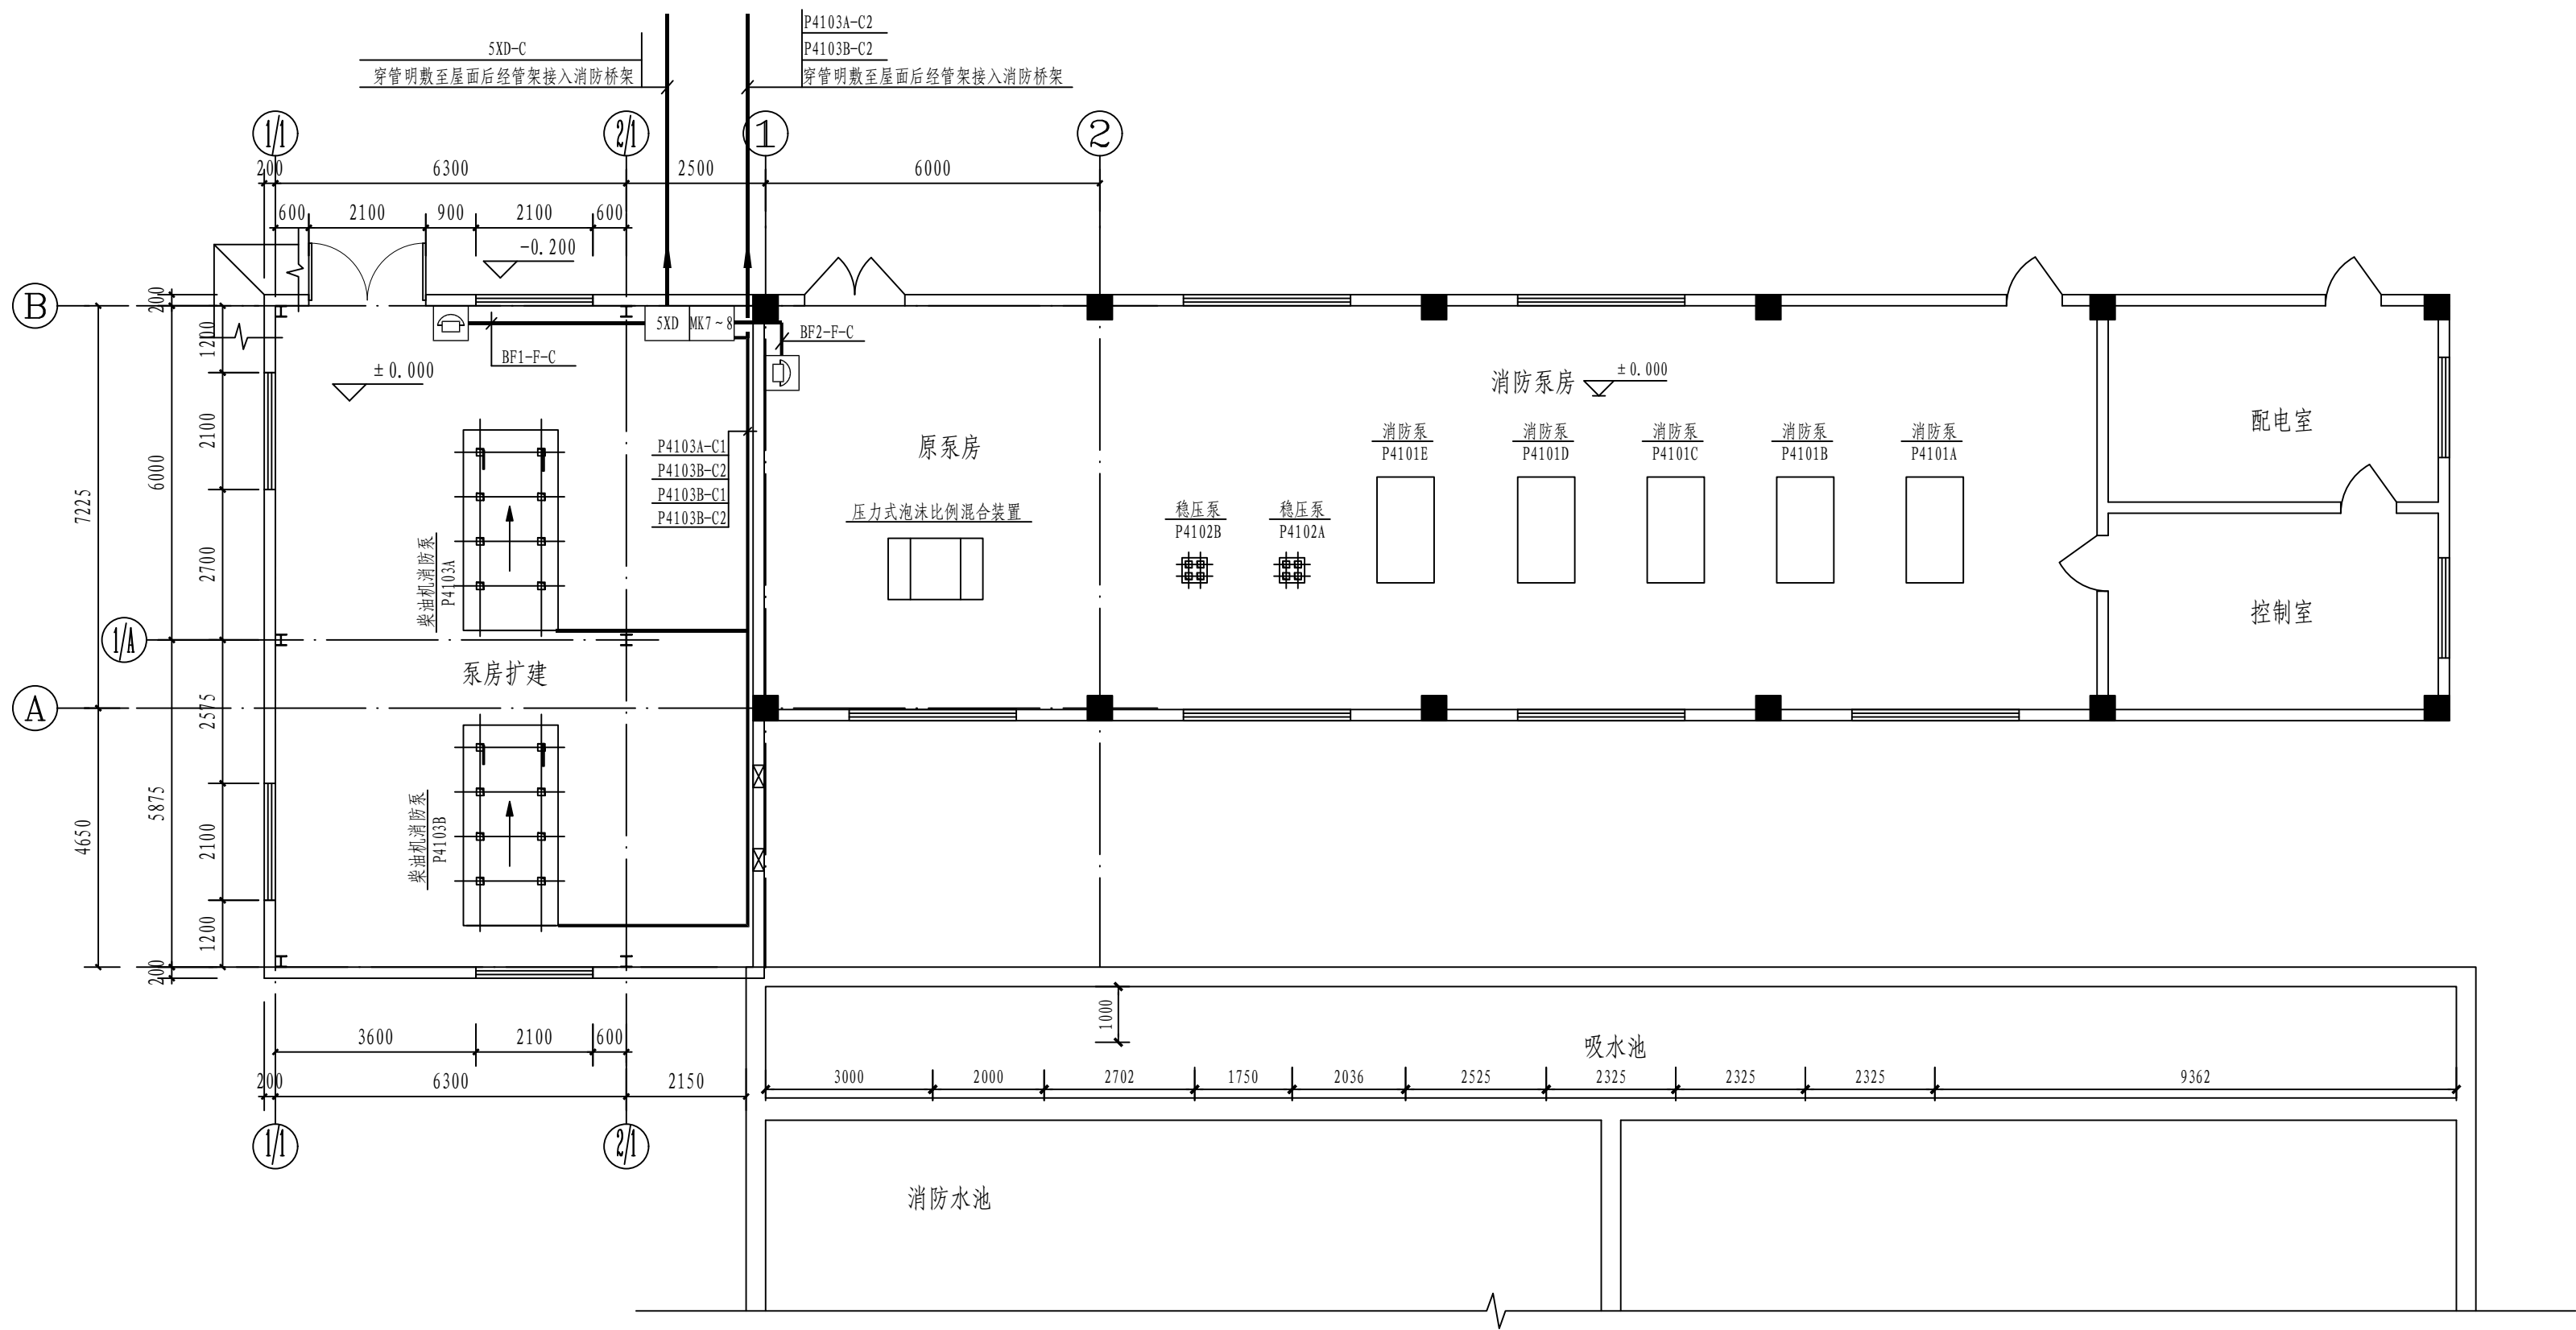 P4103A-C2
5XD-C
P4103B-C2
穿管明敷至屋面后经管架接入消防桥架
穿管明敷至屋面后经管架接入消防桥架
1/1
2/1
1
2
200
6300
2500
6000
600
2100
900
2100
600
-0.200
B
200
5XD
MK7~8
BF2-F-C
BF1-F-C
1200
±0.000
消防泵房
±0.000
配电室
2100
6000
7225
P4103A-C1
P4103B-C2
P4103B-C1
P4103B-C2
原泵房
消防泵
P4101E
消防泵
P4101D
消防泵
P4101C
消防泵
P4101B
消防泵
P4101A
压力式泡沫比例混合装置
稳压泵
P4102B
稳压泵
P4102A
2700
柴油机消防泵
P4103A
控制室
1/A
泵房扩建
A
2575
5875
4650
2100
柴油机消防泵
P4103B
1200
200
1000
吸水池
3600
2100
600
200
6300
2150
3000
2000
2702
1750
2036
2525
2325
2325
2325
9362
1/1
2/1
消防水池